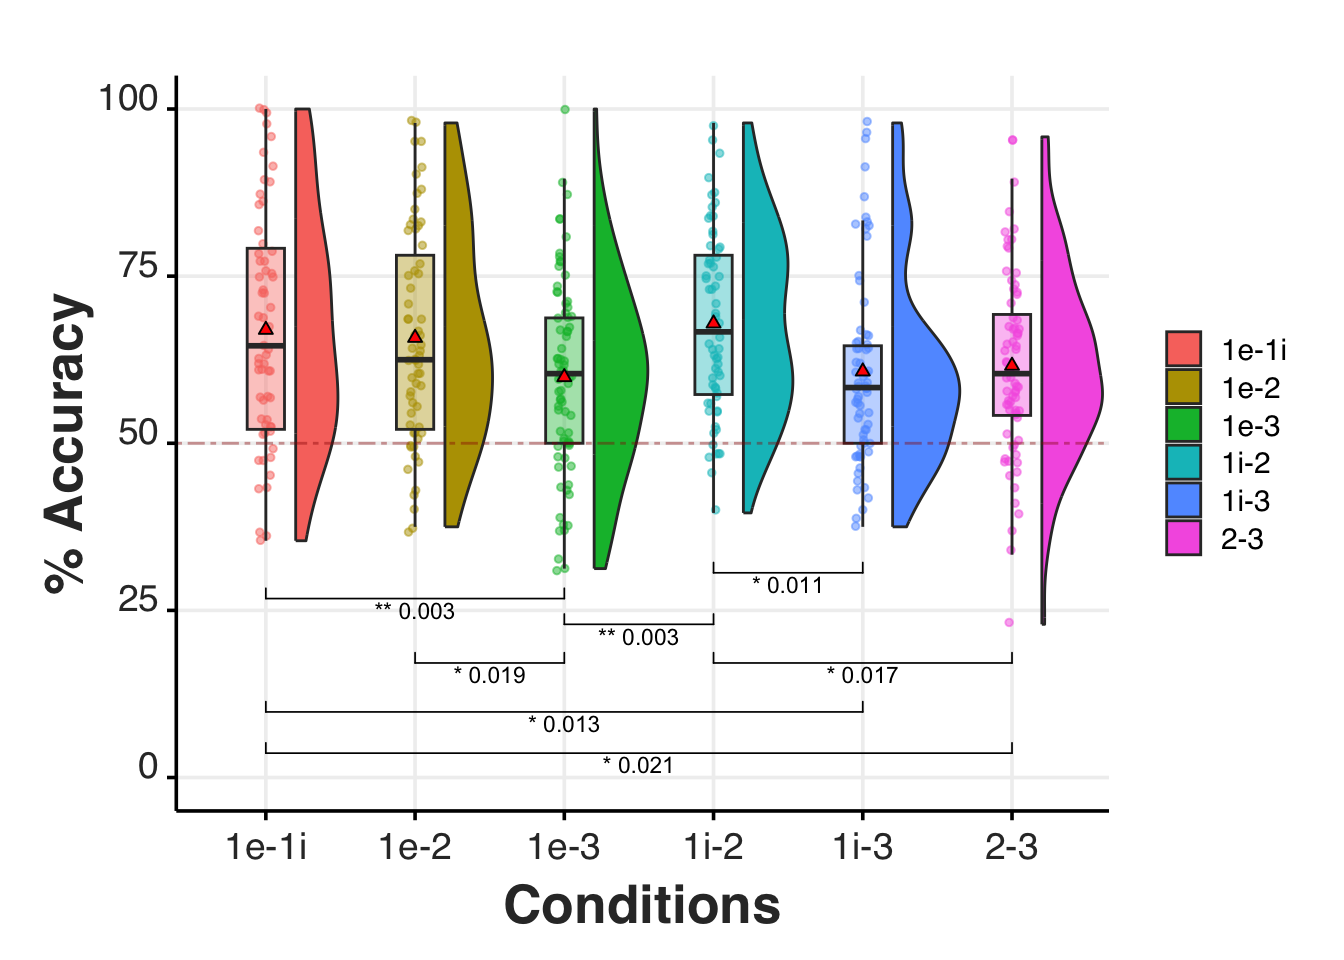 % Accuracy
100
75
50
25
0
* 0.011
** 0.003
** 0.003
* 0.019
* 0.017
* 0.013
* 0.021
1e-1i
1e-2
1e-3
1i-2
1i-3
2-3
Conditions
1e-1i
1e-2
1e-3
1i-2
1i-3
2-3